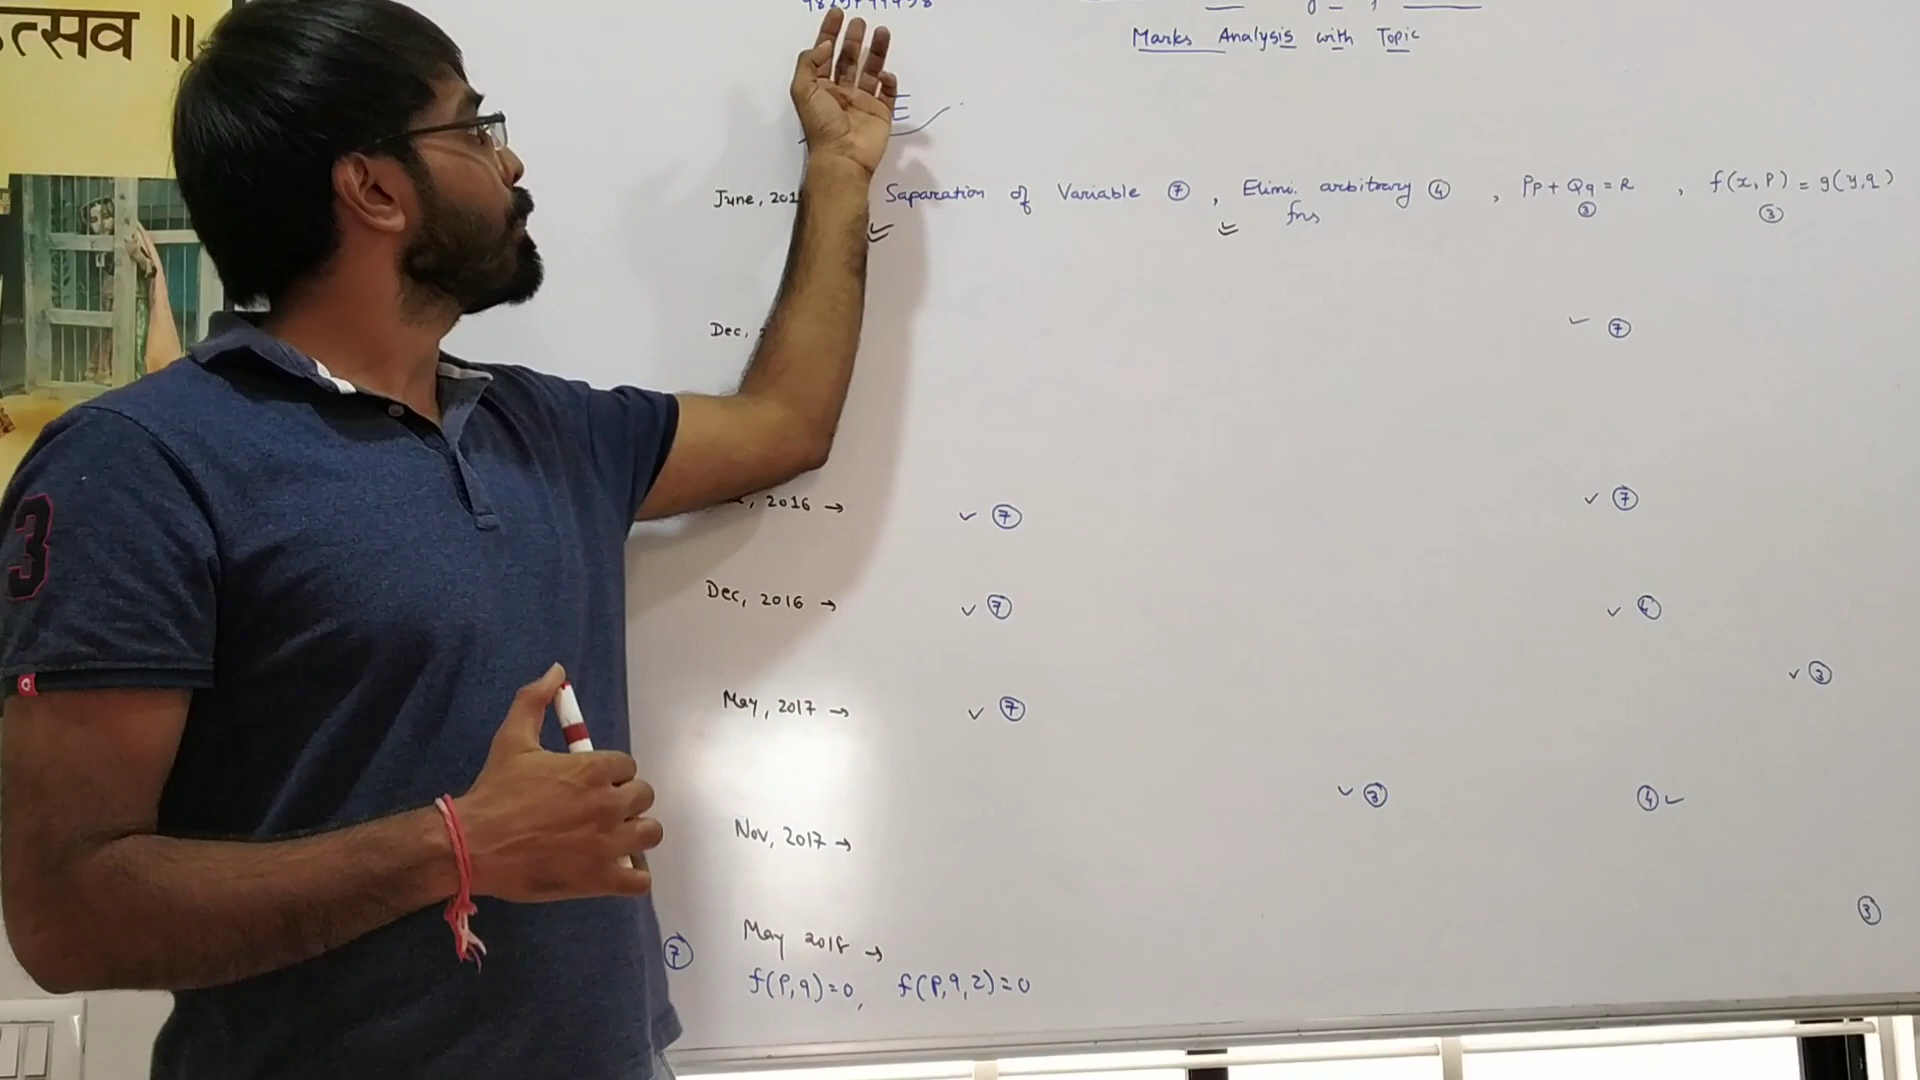 त्सव ॥
Marks Analysis with Topic
E
June, 201 Saparation of Variable ⑦ , Elimi. arbitrary fns ④ , Pp + Qq = R ③ , f(x, P) = g(y, q) ③
Dec, ✓ ⑦
, 2016 → ✓ ⑦ ✓ ⑦
Dec, 2016 → ✓ ⑦ ✓ ④
✓ ③
May, 2017 → ✓ ⑦
✓ ③ ④ ✓
Nov, 2017 →
③
⑦ May 2018 →
f(P,q)=0, f(P,q,z)=0
3